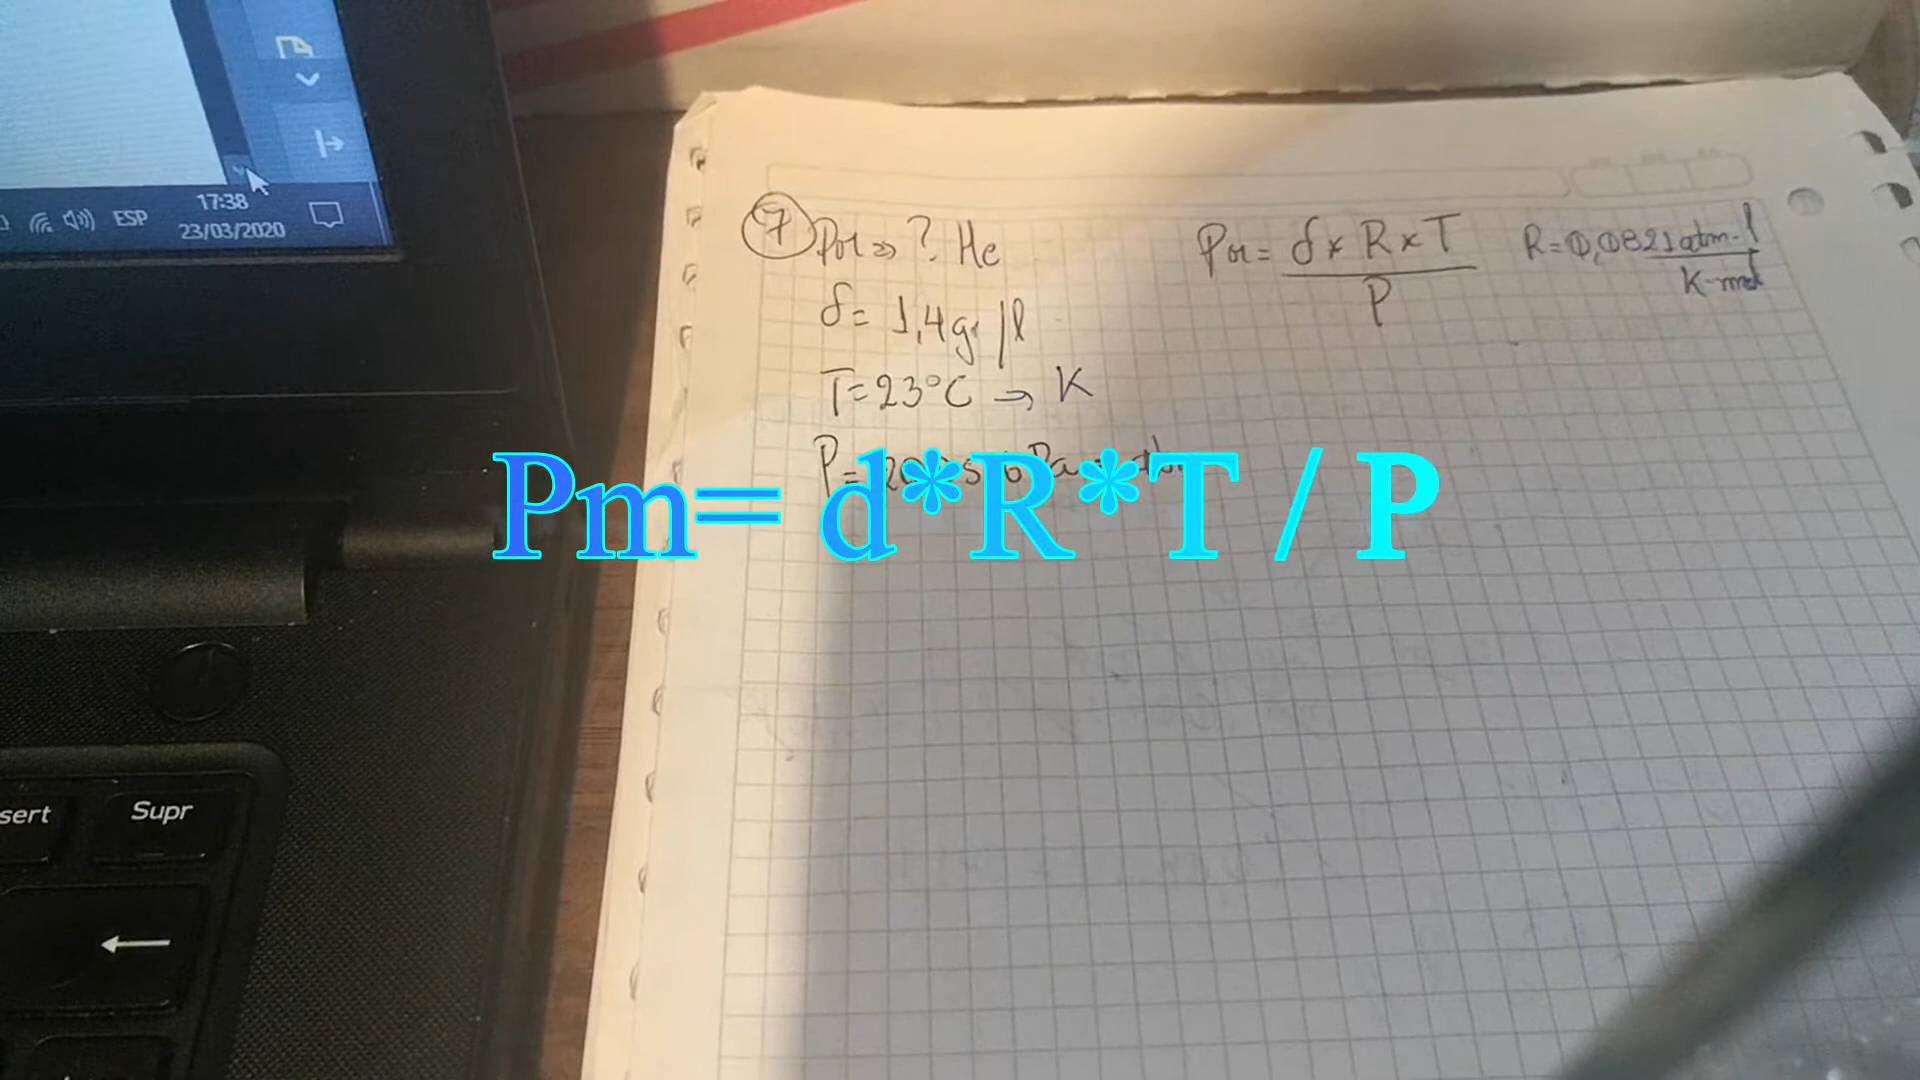 17:38
ESP
23/03/2020
7 Pm => ? He
Pm = δ x R x T / P
R = 0,0821 atm·l / K·mol
δ = 1,4 gr/l
T = 23°C → K
P =
Pm= d*R*T / P
sert
Supr